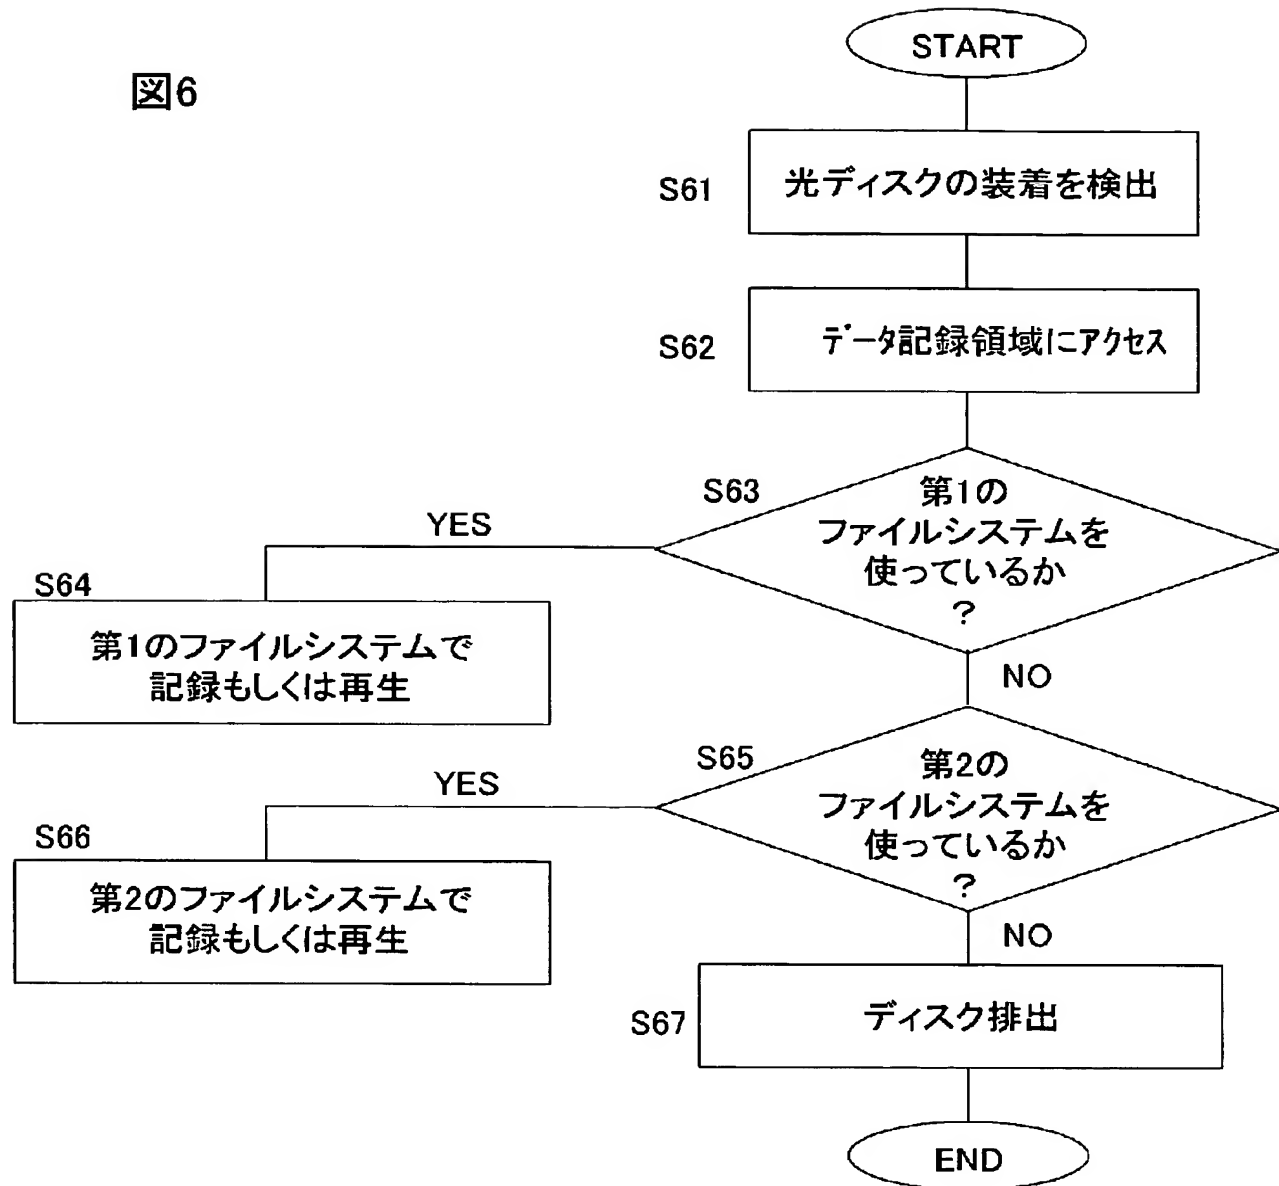 図6
START
S61
光ディスクの装着を検出
S62
データ記録領域にアクセス
S63
第1の
ファイルシステムを
使っているか
?
YES
S64
第1のファイルシステムで
記録もしくは再生
NO
S65
第2の
ファイルシステムを
使っているか
?
YES
S66
第2のファイルシステムで
記録もしくは再生
NO
S67
ディスク排出
END